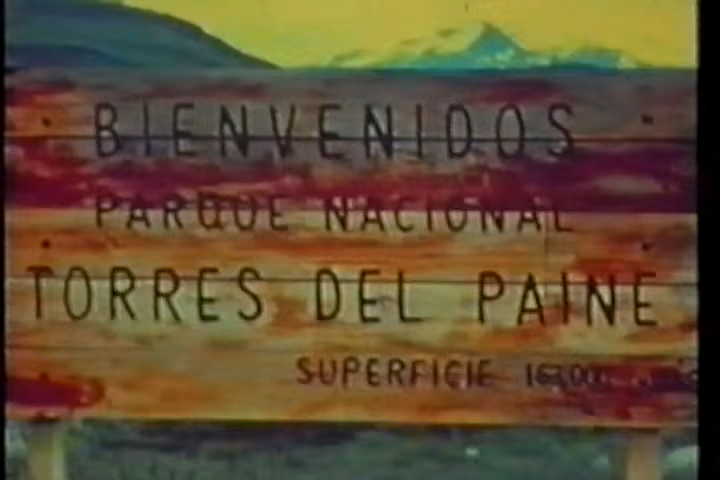 BIENVENIDOS
PARQUE NACIONAL
TORRES DEL PAINE
SUPERFICIE